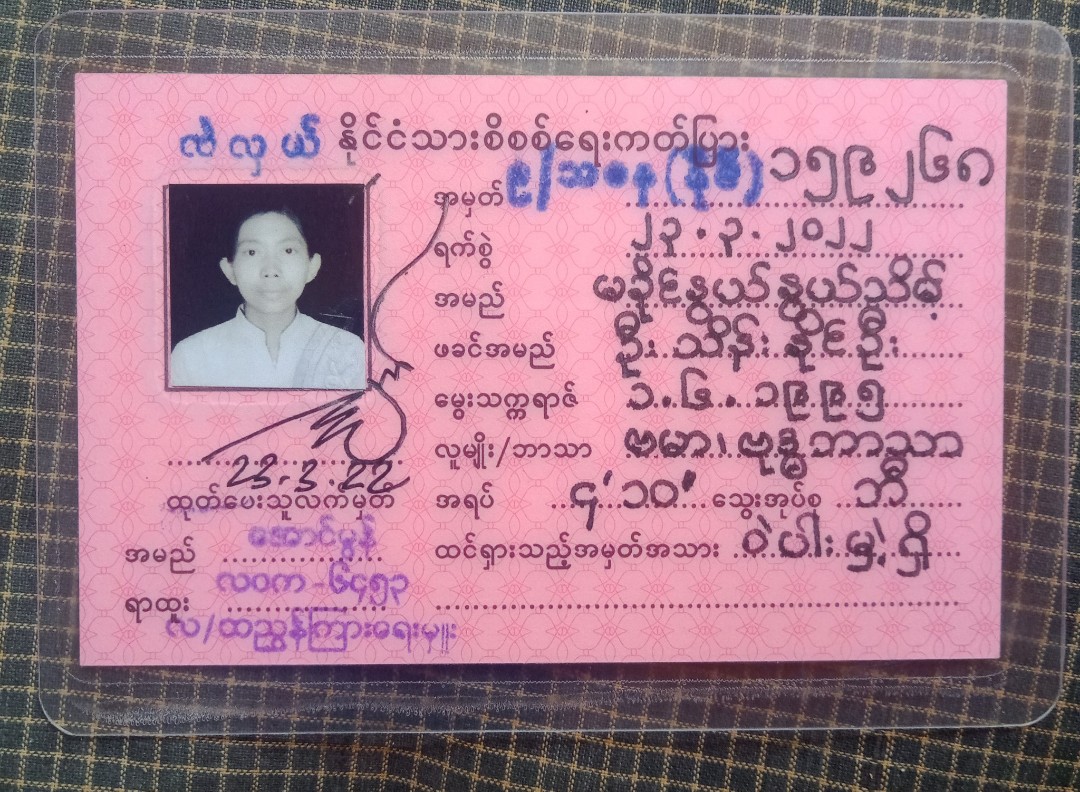 ကဲ လှ ယ် နိုင်ငံသားစိစစ်ရေးကတ်ပြား
အမှတ် ၉/အစန(နိုင်) ၁၅၉၂၆၈
ရက်စွဲ ၂၃.၃.၂၀၂၂
အမည် မခိုင်နွယ်နွယ်သိမ့်
ဖခင်အမည် ဦးသိန်းနိုင်ဦး
မွေးသက္ကရာဇ် ၁.၆.၁၉၉၅
လူမျိုး/ဘာသာ ဗမာ၊ ဗုဒ္ဓဘာသာ
အရပ် ၄'၁၀" သွေးအုပ်စု ဘီ
ထင်ရှားသည့်အမှတ်အသား ဝဲပါးမှဲ့ရှိ
23.3.22
ထုတ်ပေးသူလက်မှတ်
အမည် အောင်မွန်
လဝက-၆၄၅၃
ရာထူး လ/ထညွှန်ကြားရေးမှူး